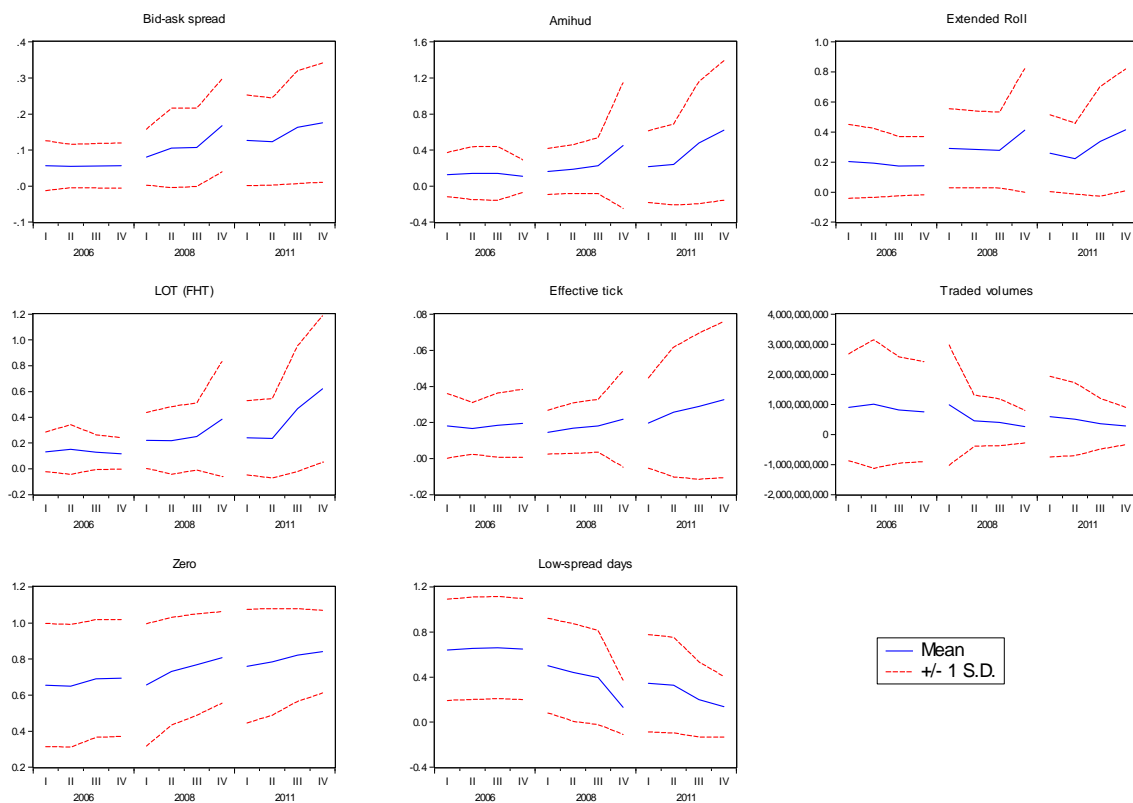 Bid-ask spread
.4
.3
.2
.1
.0
-.1
I II III IV I II III IV I II III IV
2006 2008 2011
Amihud
1.6
1.2
0.8
0.4
0.0
-0.4
I II III IV I II III IV I II III IV
2006 2008 2011
Extended Roll
1.0
0.8
0.6
0.4
0.2
0.0
-0.2
I II III IV I II III IV I II III IV
2006 2008 2011
LOT (FHT)
1.2
1.0
0.8
0.6
0.4
0.2
0.0
-0.2
I II III IV I II III IV I II III IV
2006 2008 2011
Effective tick
.08
.06
.04
.02
.00
-.02
I II III IV I II III IV I II III IV
2006 2008 2011
Traded volumes
4,000,000,000
3,000,000,000
2,000,000,000
1,000,000,000
0
-1,000,000,000
-2,000,000,000
I II III IV I II III IV I II III IV
2006 2008 2011
Zero
1.2
1.0
0.8
0.6
0.4
0.2
I II III IV I II III IV I II III IV
2006 2008 2011
Low-spread days
1.2
0.8
0.4
0.0
-0.4
I II III IV I II III IV I II III IV
2006 2008 2011
Mean
+/- 1 S.D.